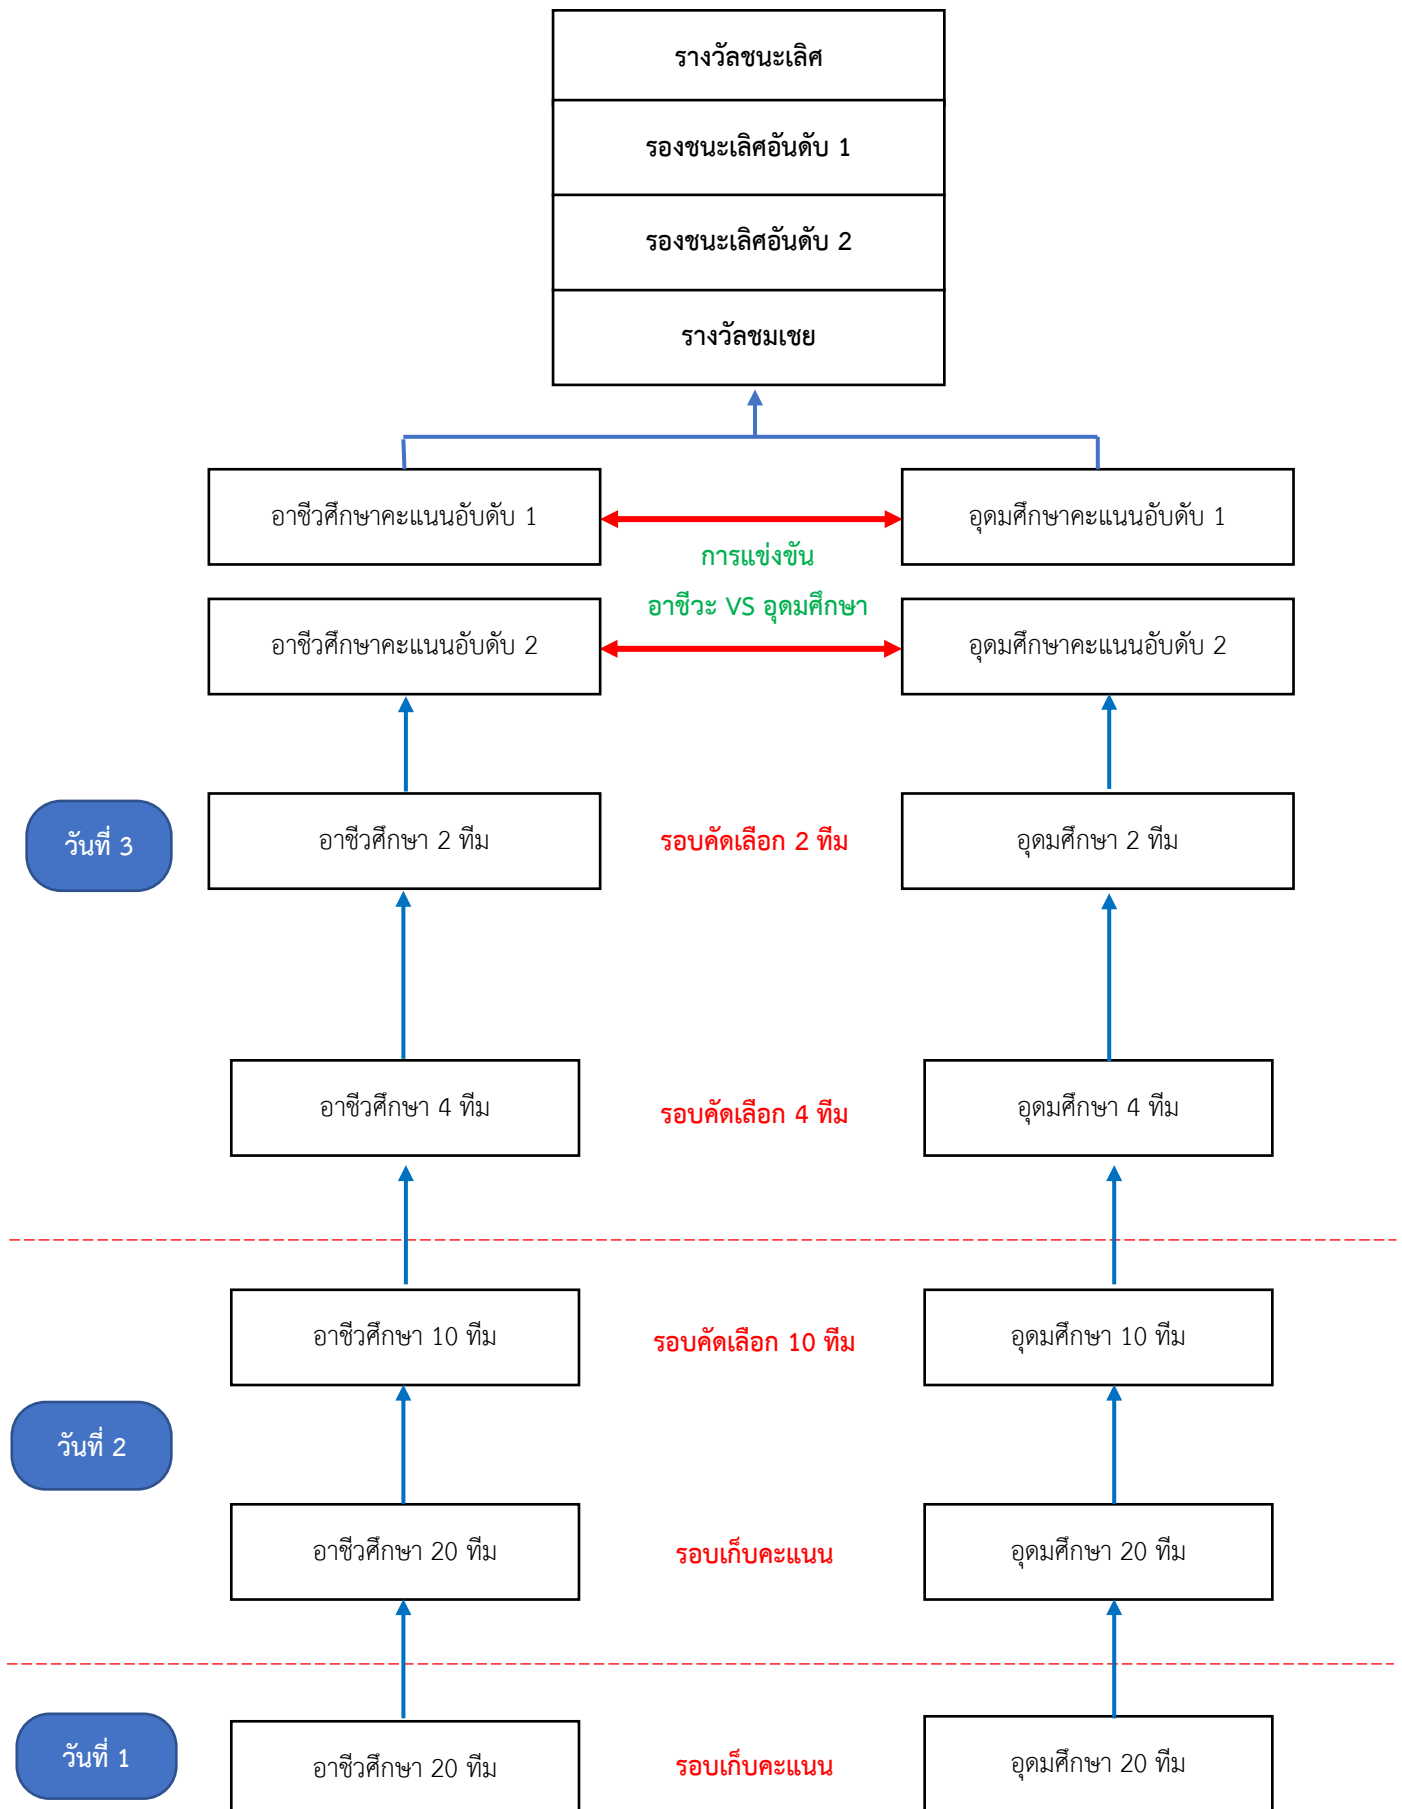 รางวัลชนะเลิศ
รองชนะเลิศอันดับ 1
รองชนะเลิศอันดับ 2
รางวัลชมเชย
อาชีวศึกษาคะแนนอับดับ 1
อุดมศึกษาคะแนนอับดับ 1
การแข่งขัน
อาชีวะ VS อุดมศึกษา
อาชีวศึกษาคะแนนอับดับ 2
อุดมศึกษาคะแนนอับดับ 2
วันที่ 3
อาชีวศึกษา 2 ทีม
รอบคัดเลือก 2 ทีม
อุดมศึกษา 2 ทีม
อาชีวศึกษา 4 ทีม
รอบคัดเลือก 4 ทีม
อุดมศึกษา 4 ทีม
อาชีวศึกษา 10 ทีม
รอบคัดเลือก 10 ทีม
อุดมศึกษา 10 ทีม
วันที่ 2
อาชีวศึกษา 20 ทีม
รอบเก็บคะแนน
อุดมศึกษา 20 ทีม
วันที่ 1
อาชีวศึกษา 20 ทีม
รอบเก็บคะแนน
อุดมศึกษา 20 ทีม